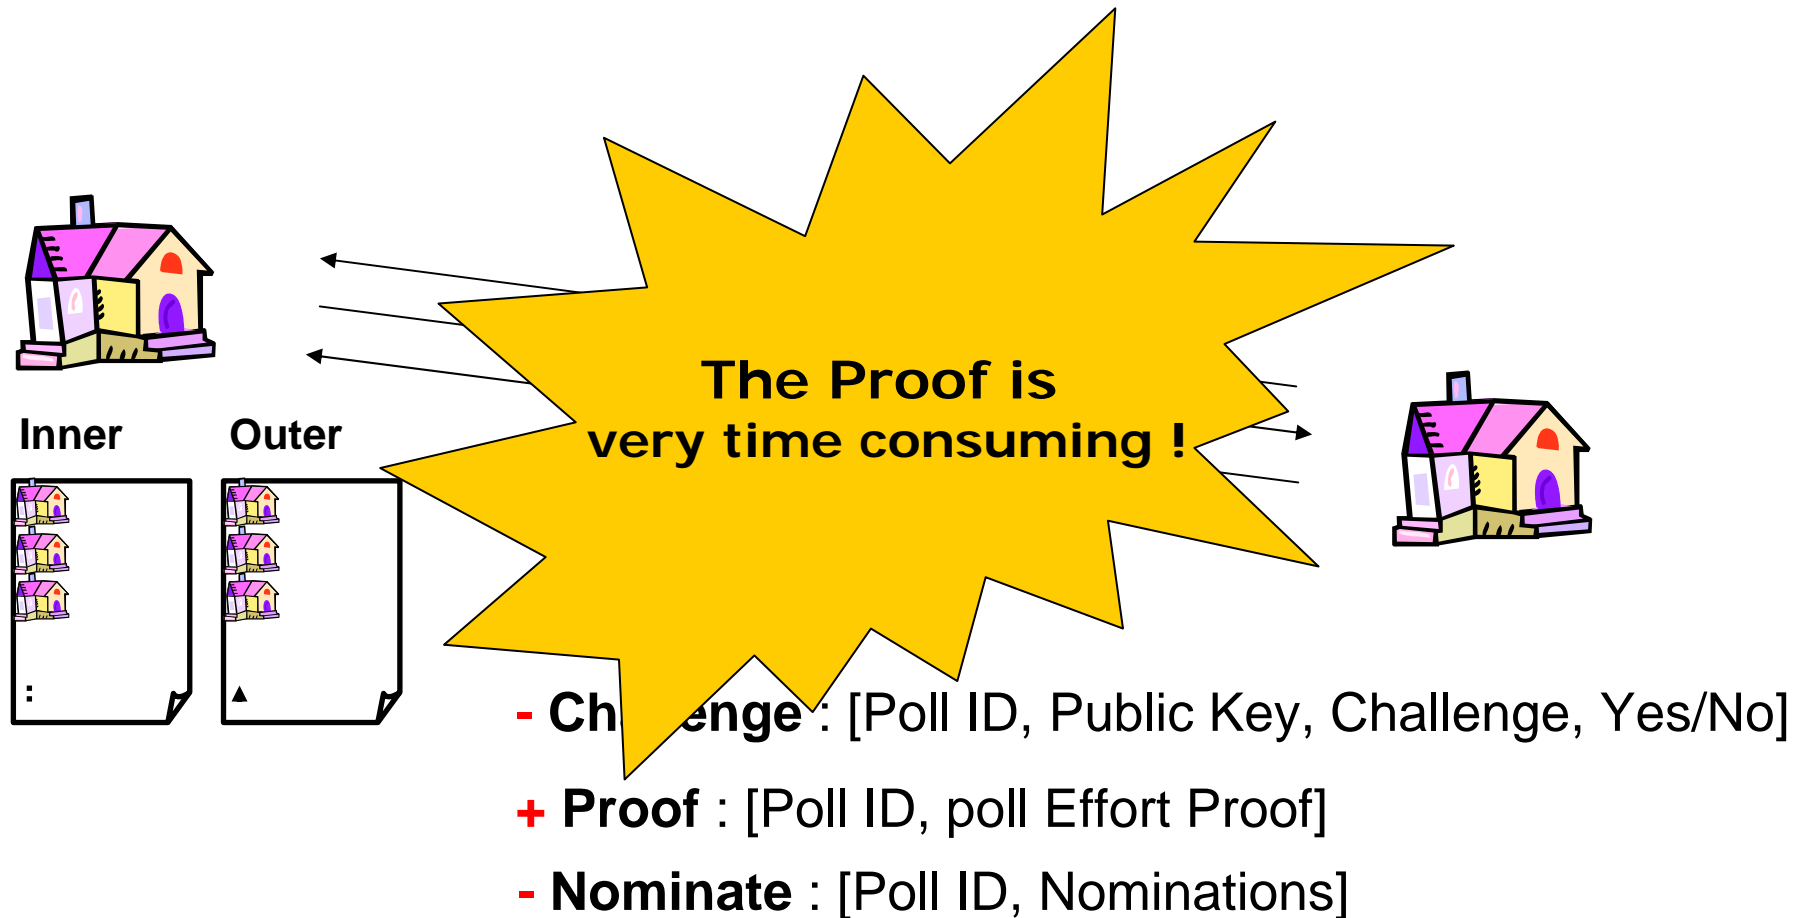 The Proof is
very time consuming !
Inner Outer
:
- Ch enge : [Poll ID, Public Key, Challenge, Yes/No]
+ Proof : [Poll ID, poll Effort Proof]
- Nominate : [Poll ID, Nominations]